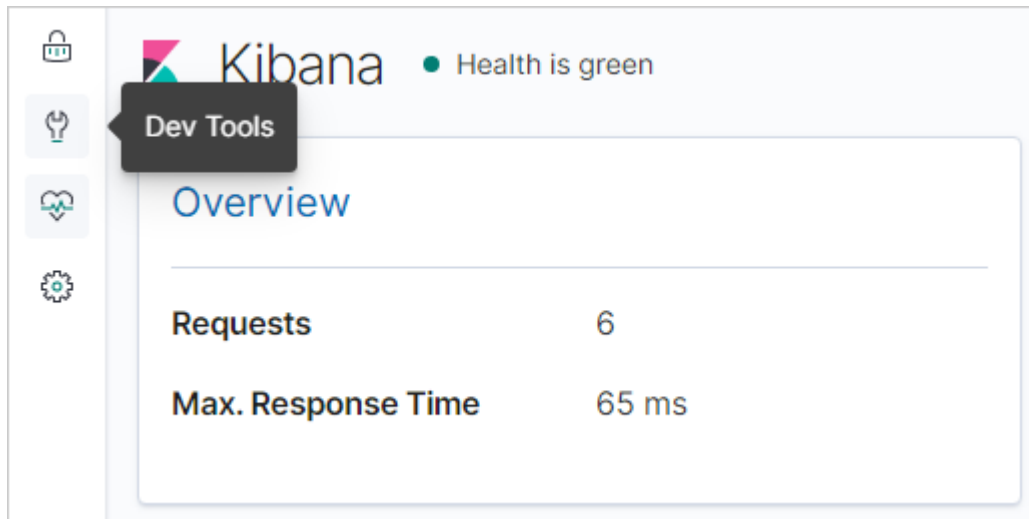 Kibana Health is green
Dev Tools
Overview
Requests 6
Max. Response Time 65 ms